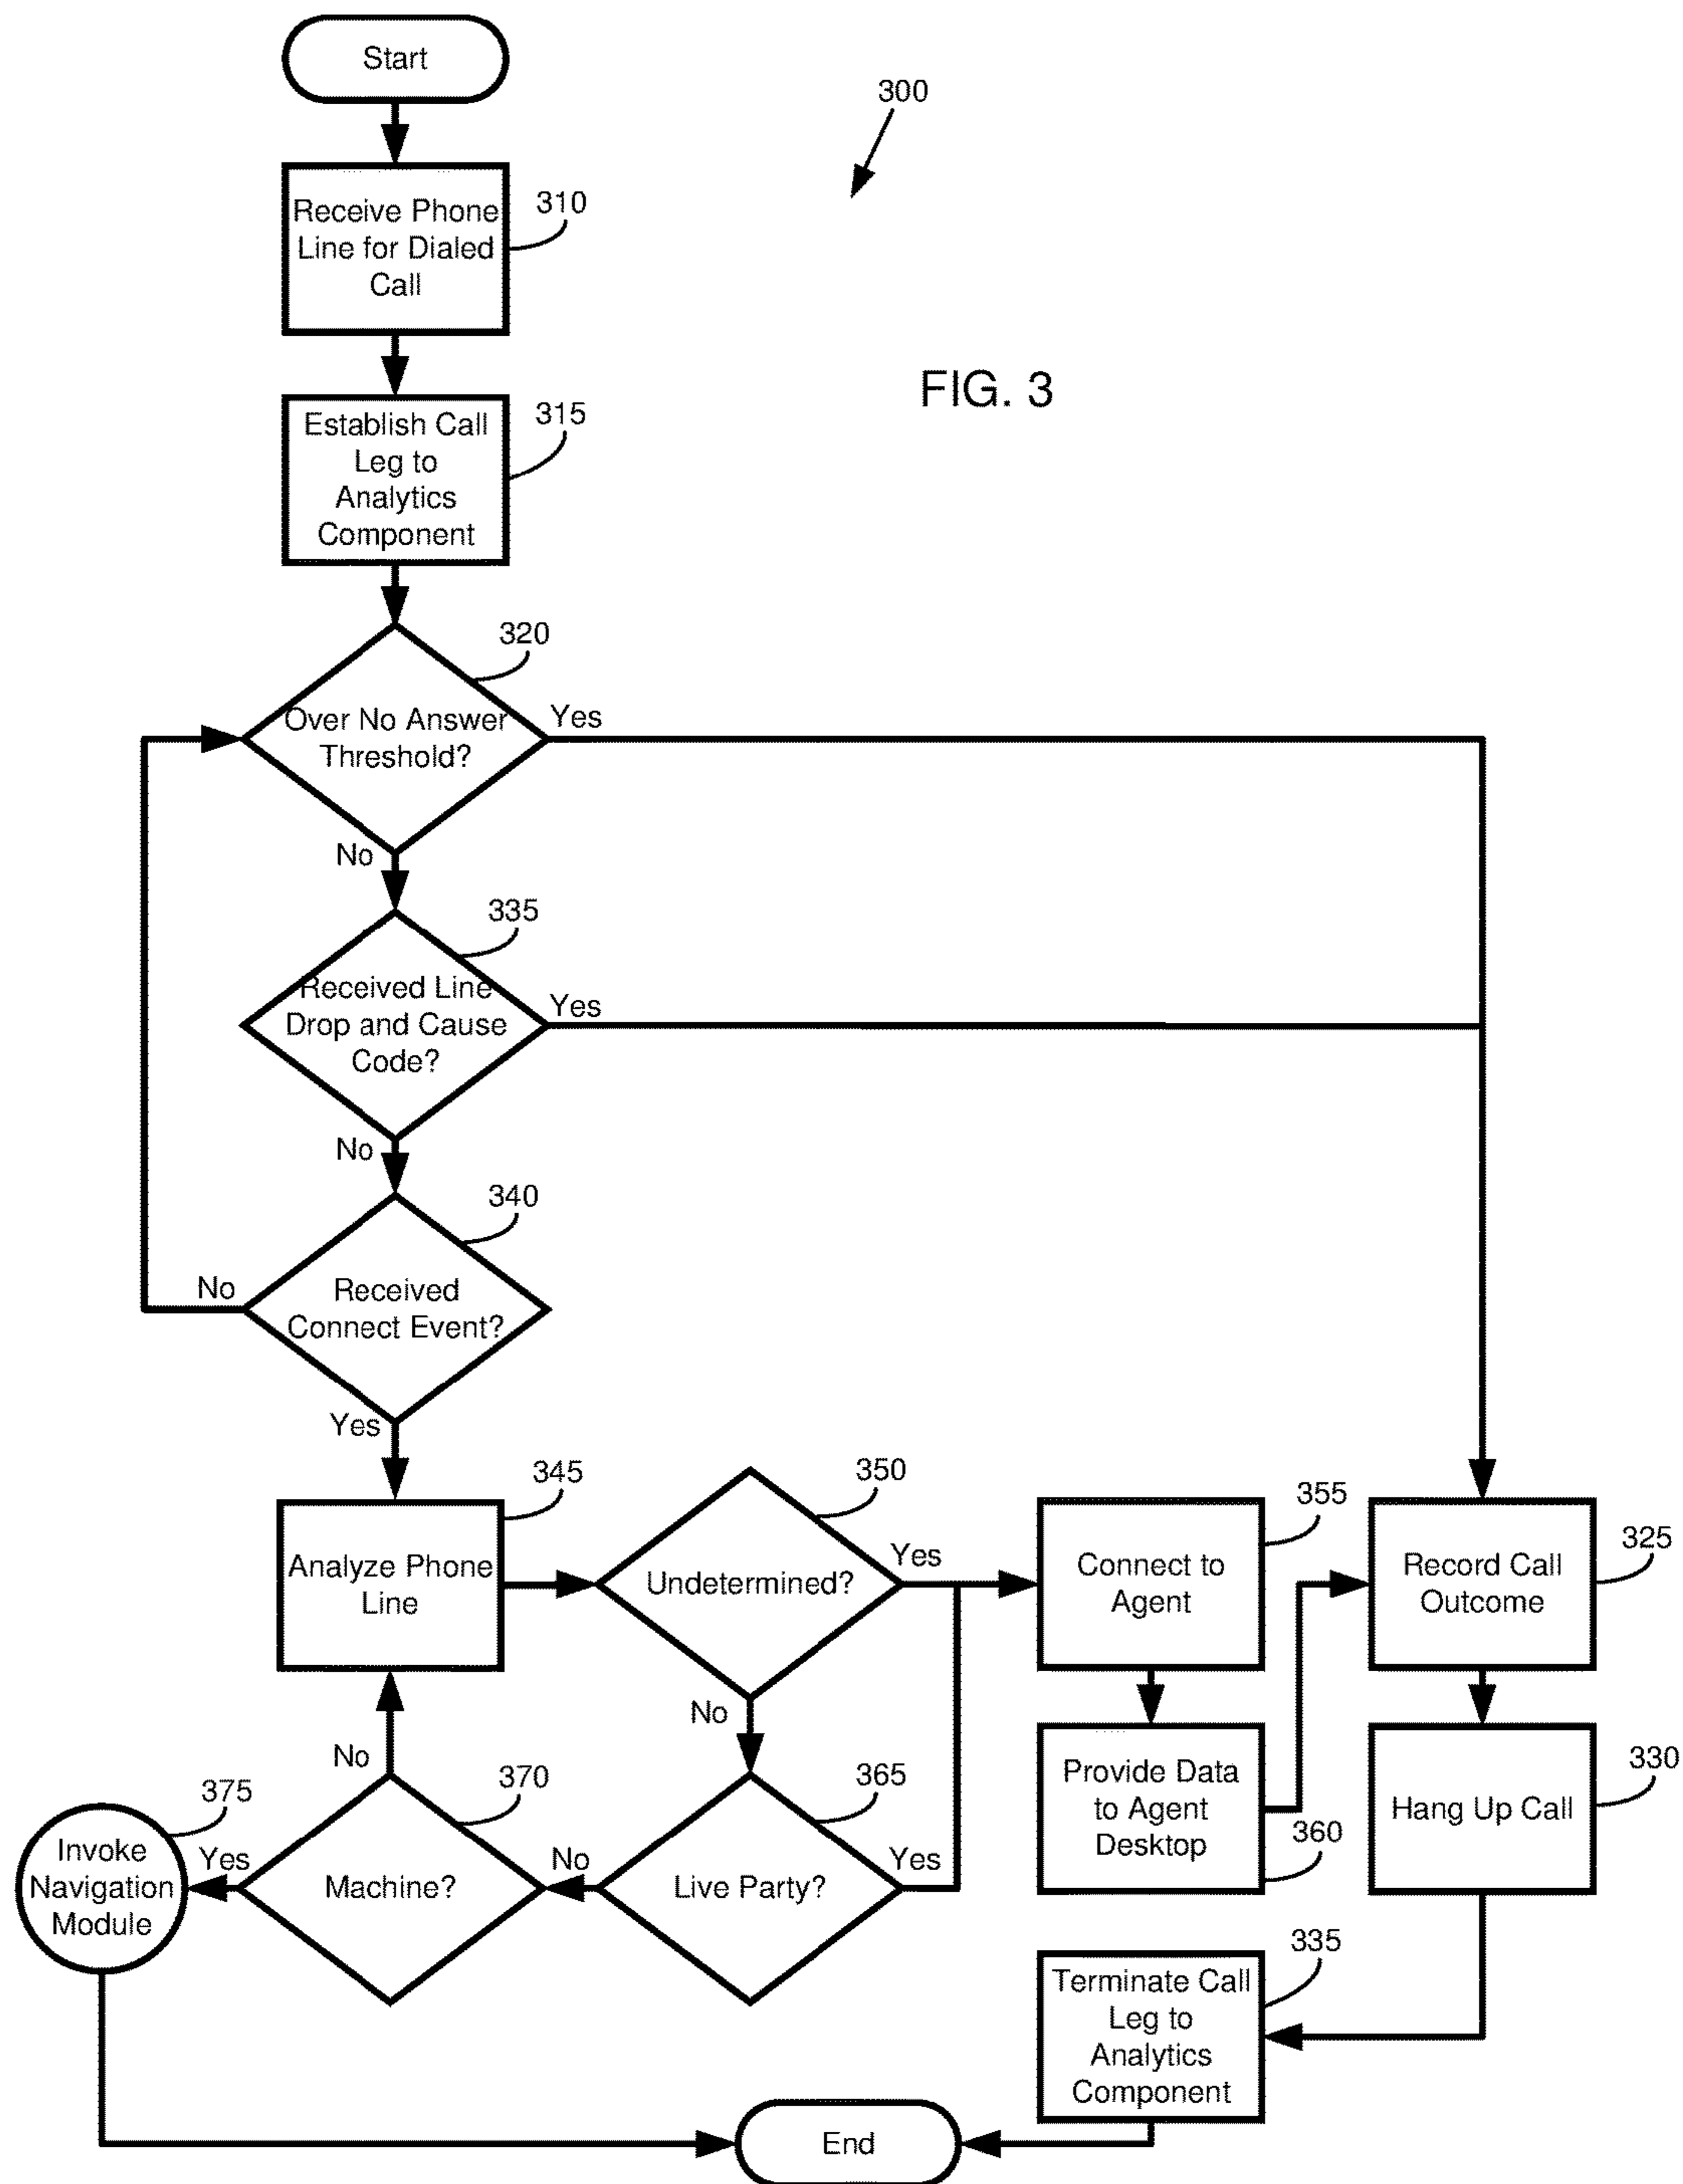 Start
300
Receive Phone
Line for Dialed
Call
310
FIG. 3
Establish Call
Leg to
Analytics
Component
315
320
Over No Answer
Threshold?
Yes
No
335
Received Line
Drop and Cause
Code?
Yes
No
340
Received
Connect Event?
No
Yes
345
Analyze Phone
Line
350
Undetermined?
Yes
No
355
Connect to
Agent
325
Record Call
Outcome
375
Invoke
Navigation
Module
Yes
No
370
Machine?
No
365
Live Party?
Yes
Provide Data
to Agent
Desktop
360
330
Hang Up Call
335
Terminate Call
Leg to
Analytics
Component
End